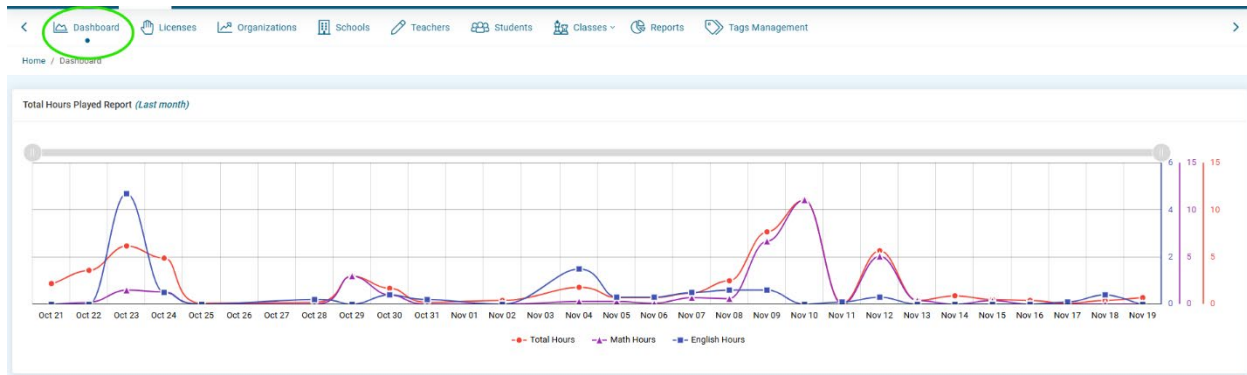 Dashboard Licenses Organizations Schools Teachers Students Classes Reports Tags Management
Home / Dashboard
Total Hours Played Report (Last month)
6 15 15
4 10 10
2 5 5
0 0 0
Oct 21 Oct 22 Oct 23 Oct 24 Oct 25 Oct 26 Oct 27 Oct 28 Oct 29 Oct 30 Oct 31 Nov 01 Nov 02 Nov 03 Nov 04 Nov 05 Nov 06 Nov 07 Nov 08 Nov 09 Nov 10 Nov 11 Nov 12 Nov 13 Nov 14 Nov 15 Nov 16 Nov 17 Nov 18 Nov 19
Total Hours Math Hours English Hours